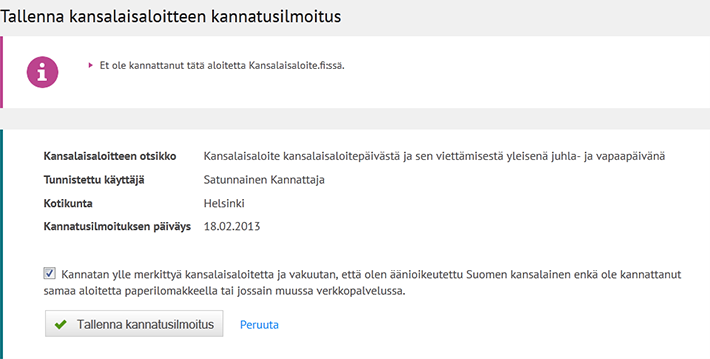 Tallenna kansalaisaloitteen kannatusilmoitus
Et ole kannattanut tätä aloitetta Kansalaisaloite.fi:ssä.
Kansalaisaloitteen otsikko Kansalaisaloite kansalaisaloitepäivästä ja sen viettämisestä yleisenä juhla- ja vapaapäivänä
Tunnistettu käyttäjä Satunnainen Kannattaja
Kotikunta Helsinki
Kannatusilmoituksen päiväys 18.02.2013
Kannatan ylle merkittyä kansalaisaloitetta ja vakuutan, että olen äänioikeutettu Suomen kansalainen enkä ole kannattanut
samaa aloitetta paperilomakkeella tai jossain muussa verkkopalvelussa.
Tallenna kannatusilmoitus Peruuta